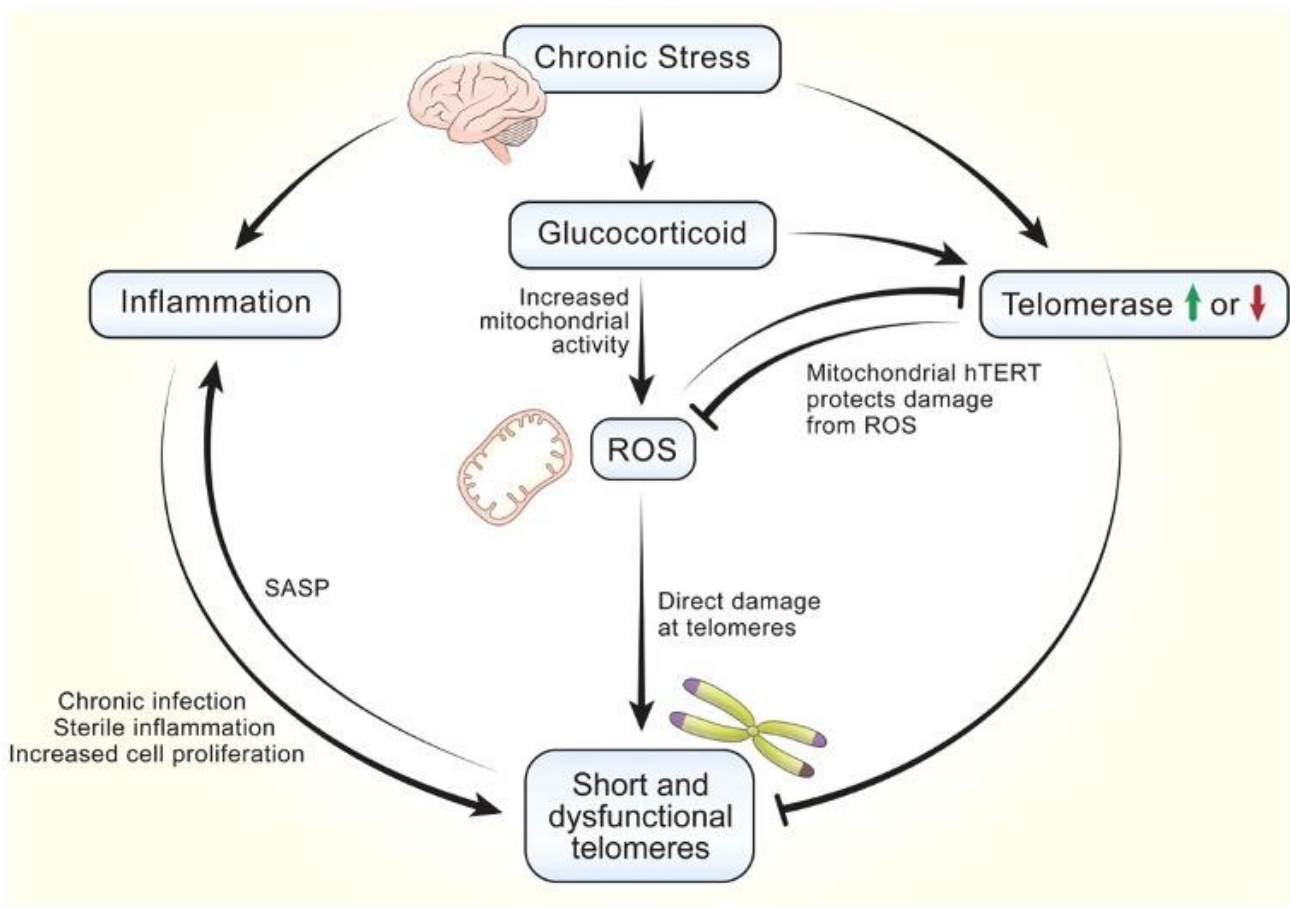 Chronic Stress
Glucocorticoid
Inflammation
Telomerase ↑ or ↓
Increased
mitochondrial
activity
Mitochondrial hTERT
protects damage
from ROS
ROS
SASP
Direct damage
at telomeres
Chronic infection
Sterile inflammation
Increased cell proliferation
Short and
dysfunctional
telomeres